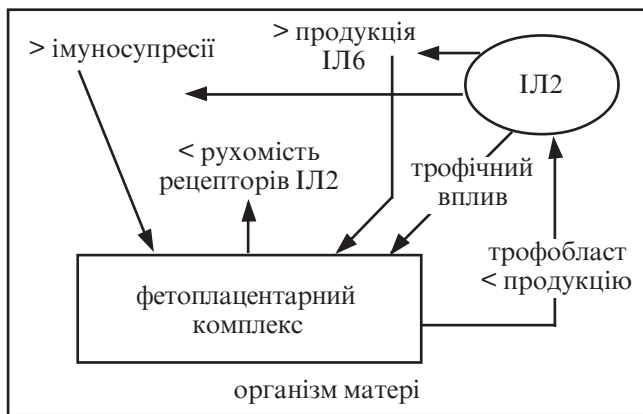 > імуносупресії
> продукція
ІЛ6
ІЛ2
< рухомість
рецепторів ІЛ2
трофічний
вплив
трофобласт
< продукцію
фетоплацентарний
комплекс
організм матері